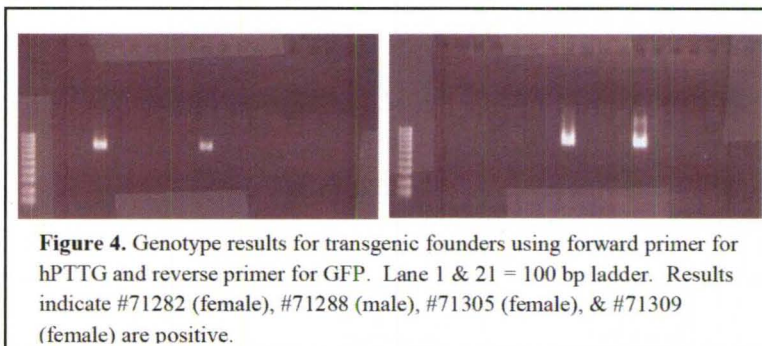 Figure 4. Genotype results for transgenic founders using forward primer for
hPTTG and reverse primer for GFP. Lane 1 & 21 = 100 bp ladder. Results
indicate #71282 (female), #71288 (male), #71305 (female), & #71309
(female) are positive.